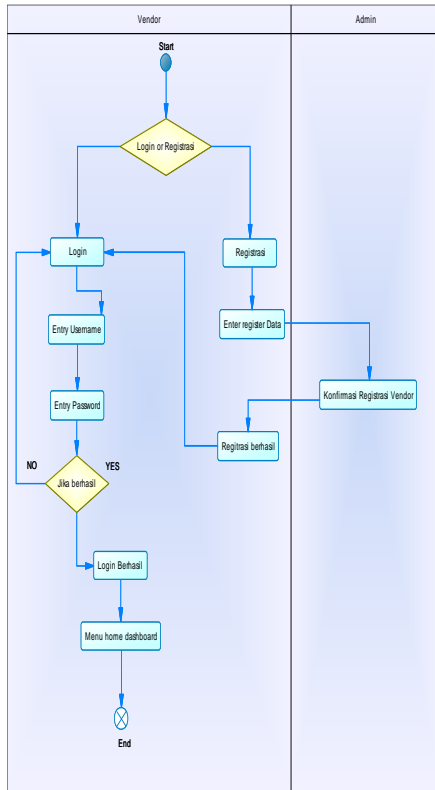 Vendor
Admin
Start
Login or Registrasi
Login
Registrasi
Entry Username
Enter register Data
Entry Password
Konfirmasi Registrasi Vendor
Regitrasi berhasil
NO
YES
Jika berhasil
Login Berhasil
Menu home dashboard
End